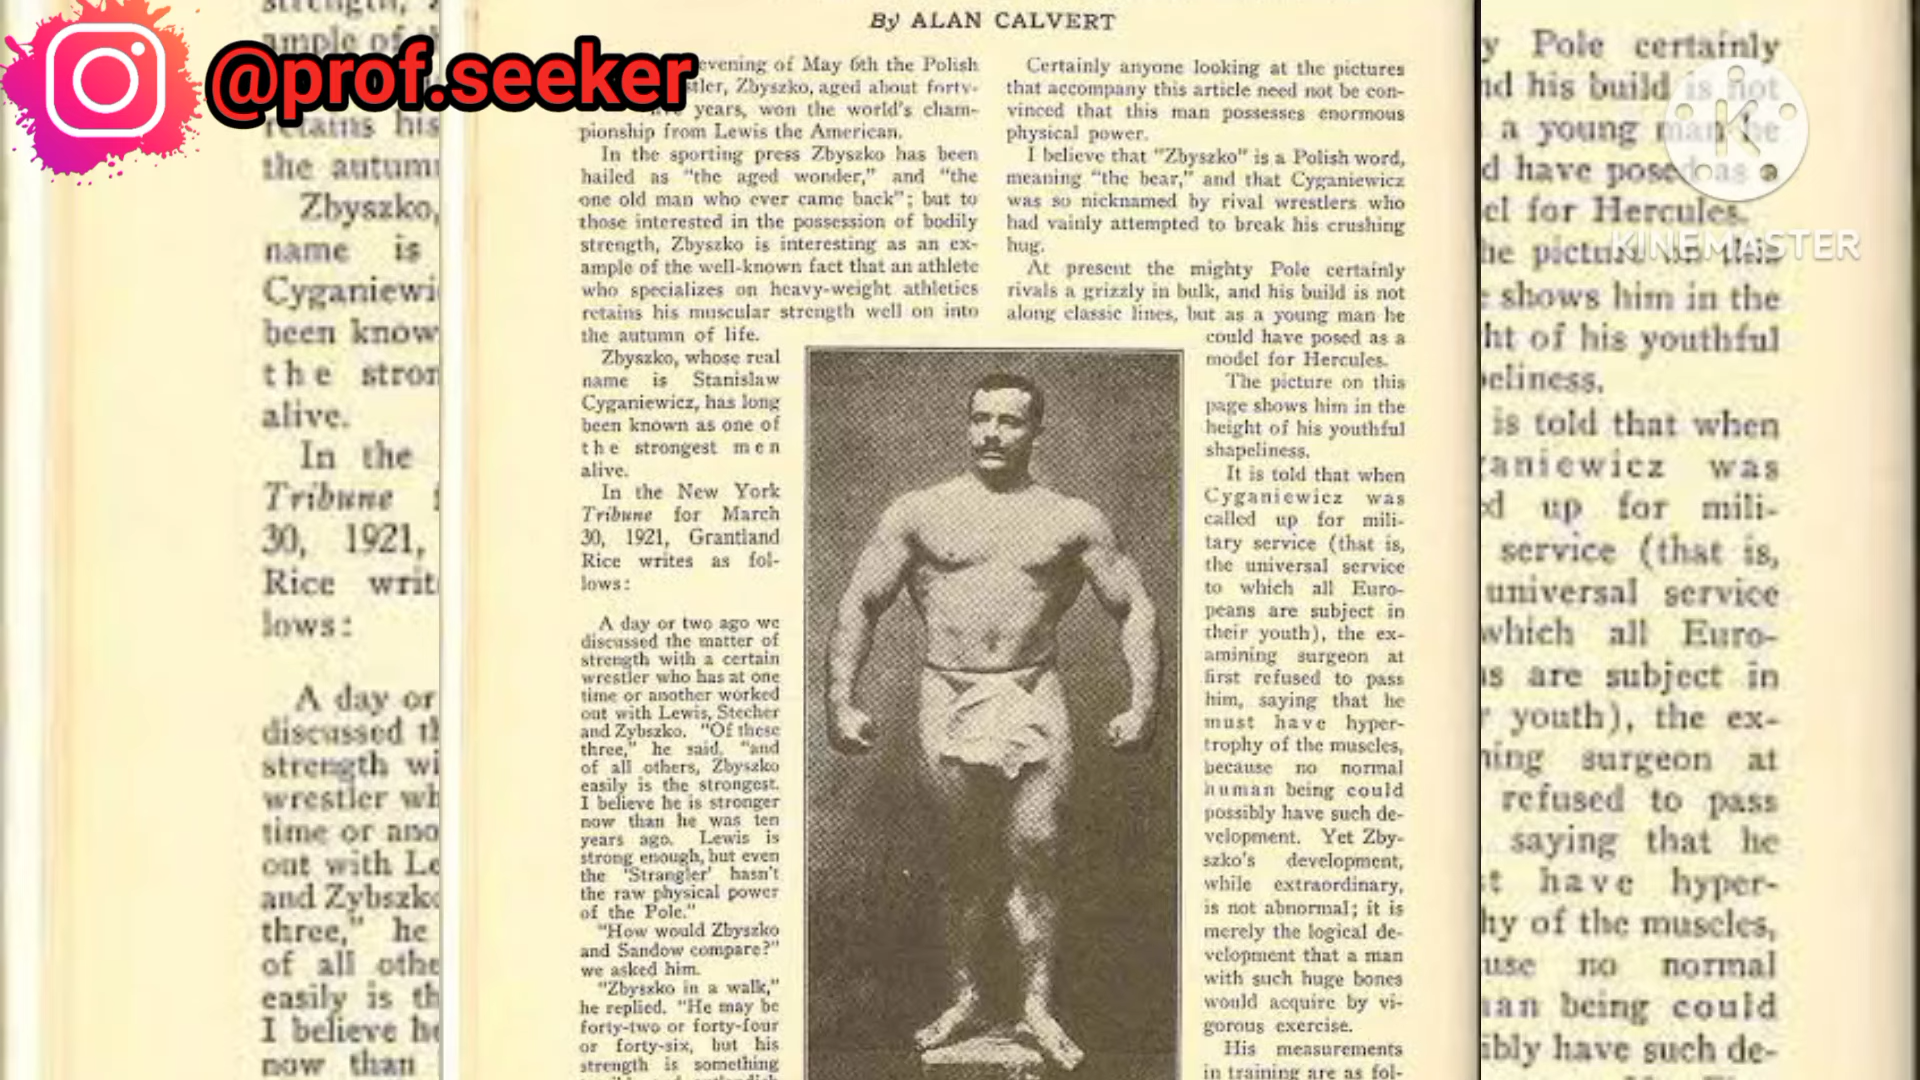 By ALAN CALVERT
@prof.seeker
KINEMASTER
evening of May 6th the Polish
stler, Zbyszko, aged about forty-
years, won the world's cham-
pionship from Lewis the American.
In the sporting press Zbyszko has been
hailed as "the aged wonder," and "the
one old man who ever came back"; but to
those interested in the possession of bodily
strength, Zbyszko is interesting as an ex-
ample of the well-known fact that an athlete
who specializes on heavy-weight athletics
retains his muscular strength well on into
the autumn of life.
Zbyszko, whose real
name is Stanislaw
Cyganiewicz, has long
been known as one of
the strongest men
alive.
In the New York
Tribune for March
30, 1921, Grantland
Rice writes as fol-
lows:
A day or two ago we
discussed the matter of
strength with a certain
wrestler who has at one
time or another worked
out with Lewis, Stecher
and Zybszko. "Of these
three," he said, "and
of all others, Zbyszko
easily is the strongest.
I believe he is stronger
now than he was ten
years ago. Lewis is
strong enough, but even
the 'Strangler' hasn't
the raw physical power
of the Pole."
"How would Zbyszko
and Sandow compare?"
we asked him.
"Zbyszko in a walk,"
he replied. "He may be
forty-two or forty-four
or forty-six, but his
strength is something
Certainly anyone looking at the pictures
that accompany this article need not be con-
vinced that this man possesses enormous
physical power.
I believe that "Zbyszko" is a Polish word,
meaning "the bear," and that Cyganiewicz
was so nicknamed by rival wrestlers who
had vainly attempted to break his crushing
hug.
At present the mighty Pole certainly
rivals a grizzly in bulk, and his build is not
along classic lines, but as a young man he
could have posed as a
model for Hercules.
The picture on this
page shows him in the
height of his youthful
shapeliness.
It is told that when
Cyganiewicz was
called up for mili-
tary service (that is,
the universal service
to which all Euro-
peans are subject in
their youth), the ex-
amining surgeon at
first refused to pass
him, saying that he
must have hyper-
trophy of the muscles,
because no normal
human being could
possibly have such de-
velopment. Yet Zby-
szko's development,
while extraordinary,
is not abnormal; it is
merely the logical de-
velopment that a man
with such huge bones
would acquire by vi-
gorous exercise.
His measurements
in training are as fol-